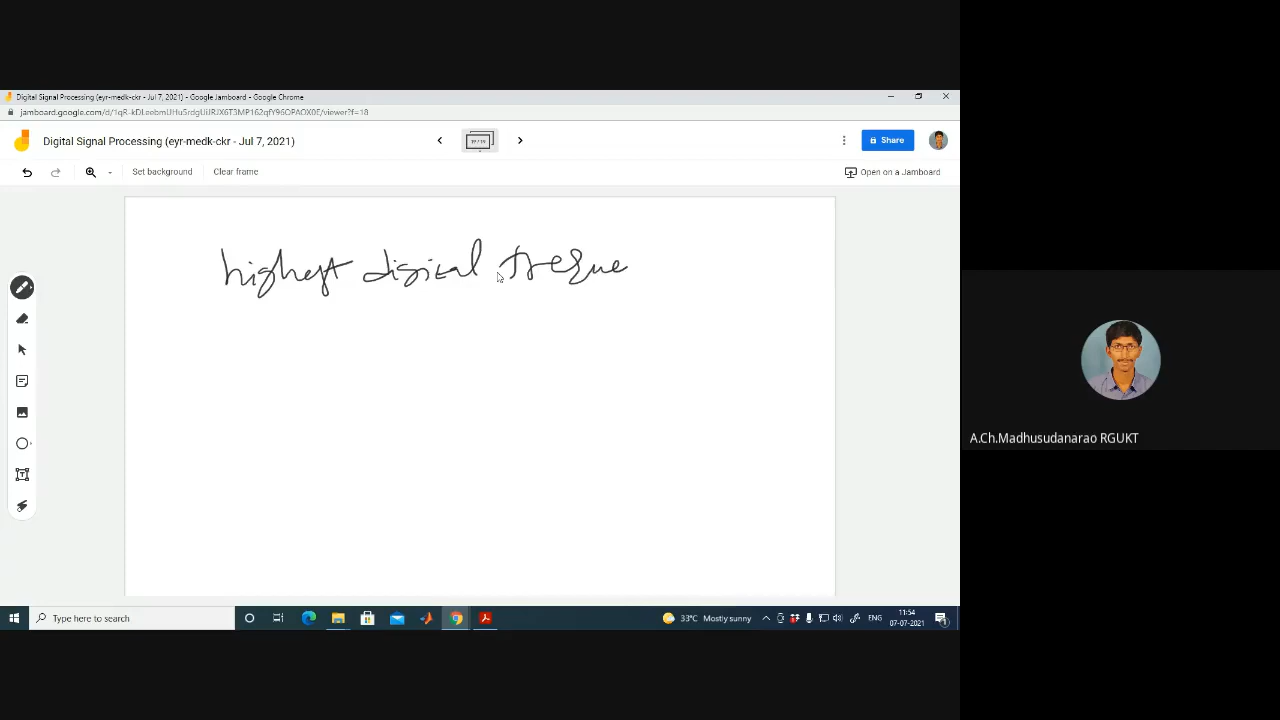 Digital Signal Processing (eyr-medk-ckr - Jul 7, 2021) - Google Jamboard - Google Chrome
Digital Signal Processing (eyr-medk-ckr - Jul 7, 2021)
19 / 19
Share
Set background
Clear frame
Open on a Jamboard
highest digital freque
A.Ch.Madhusudanarao RGUKT
Type here to search
33°C Mostly sunny
ENG
11:54
07-07-2021